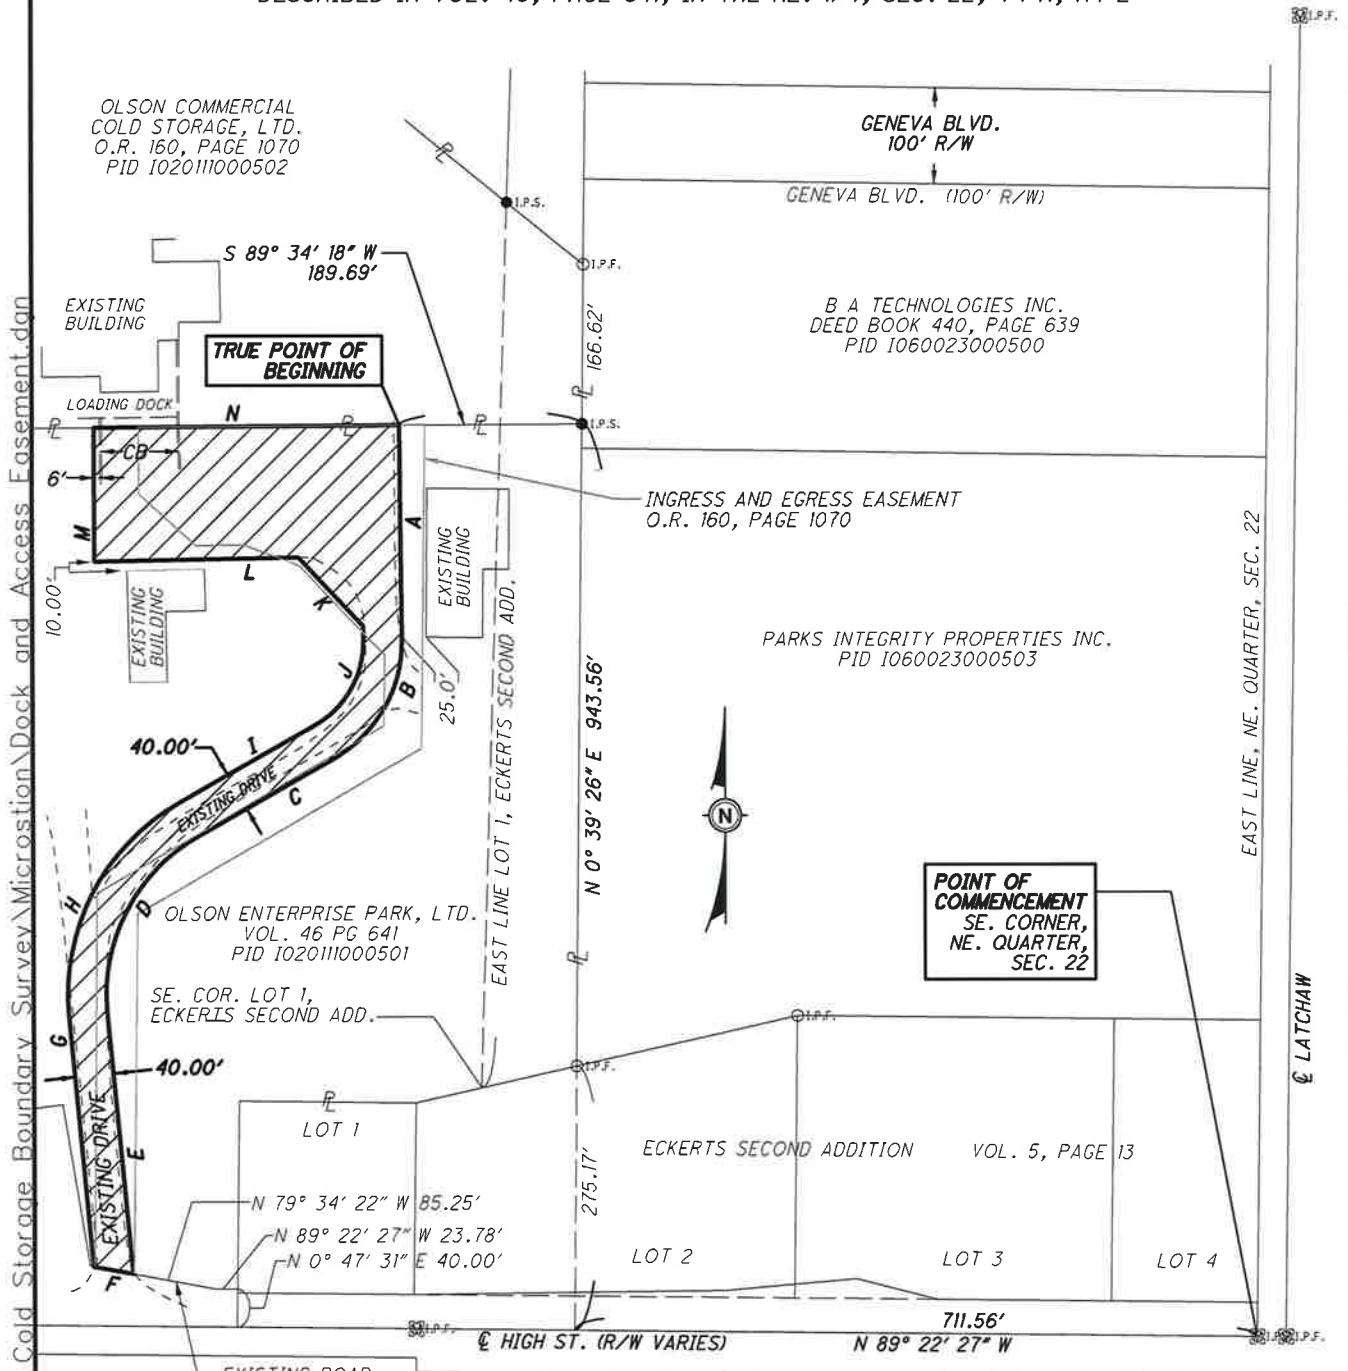 I.P.F.
OLSON COMMERCIAL
COLD STORAGE, LTD.
O.R. 160, PAGE 1070
PID I020111000502
GENEVA BLVD.
100' R/W
GENEVA BLVD. (100' R/W)
PL
I.P.S.
I.P.F.
S 89° 34' 18" W
189.69'
EXISTING
BUILDING
B A TECHNOLOGIES INC.
DEED BOOK 440, PAGE 639
PID I060023000500
166.62'
PL
TRUE POINT OF
BEGINNING
LOADING DOCK
N
PL
PL
PL
I.P.S.
CB
6'
M
A
INGRESS AND EGRESS EASEMENT
O.R. 160, PAGE 1070
EXISTING
BUILDING
L
10.00'
EXISTING
BUILDING
K
J
B
25.0'
PARKS INTEGRITY PROPERTIES INC.
PID I060023000503
EAST LINE, NE. QUARTER, SEC. 22
EAST LINE LOT 1, ECKERTS SECOND ADD.
N 0° 39' 26" E 943.56'
40.00'
I
EXISTING DRIVE
C
N
H
D
OLSON ENTERPRISE PARK, LTD.
VOL. 46 PG 641
PID I020111000501
POINT OF
COMMENCEMENT
SE. CORNER,
NE. QUARTER,
SEC. 22
PL
SE. COR. LOT 1,
ECKERTS SECOND ADD.
I.P.F.
G
40.00'
I.P.F.
℄ LATCHAW
PL
LOT 1
EXISTING DRIVE
E
ECKERTS SECOND ADDITION VOL. 5, PAGE 13
275.17'
N 79° 34' 22" W 85.25'
N 89° 22' 27" W 23.78'
N 0° 47' 31" E 40.00'
LOT 2
LOT 3
LOT 4
F
711.56'
I.P.F.
℄ HIGH ST. (R/W VARIES)
N 89° 22' 27" W
I.P.F.
Cold Storage Boundary Survey\Microstion\Dock and Access Easement.dgn